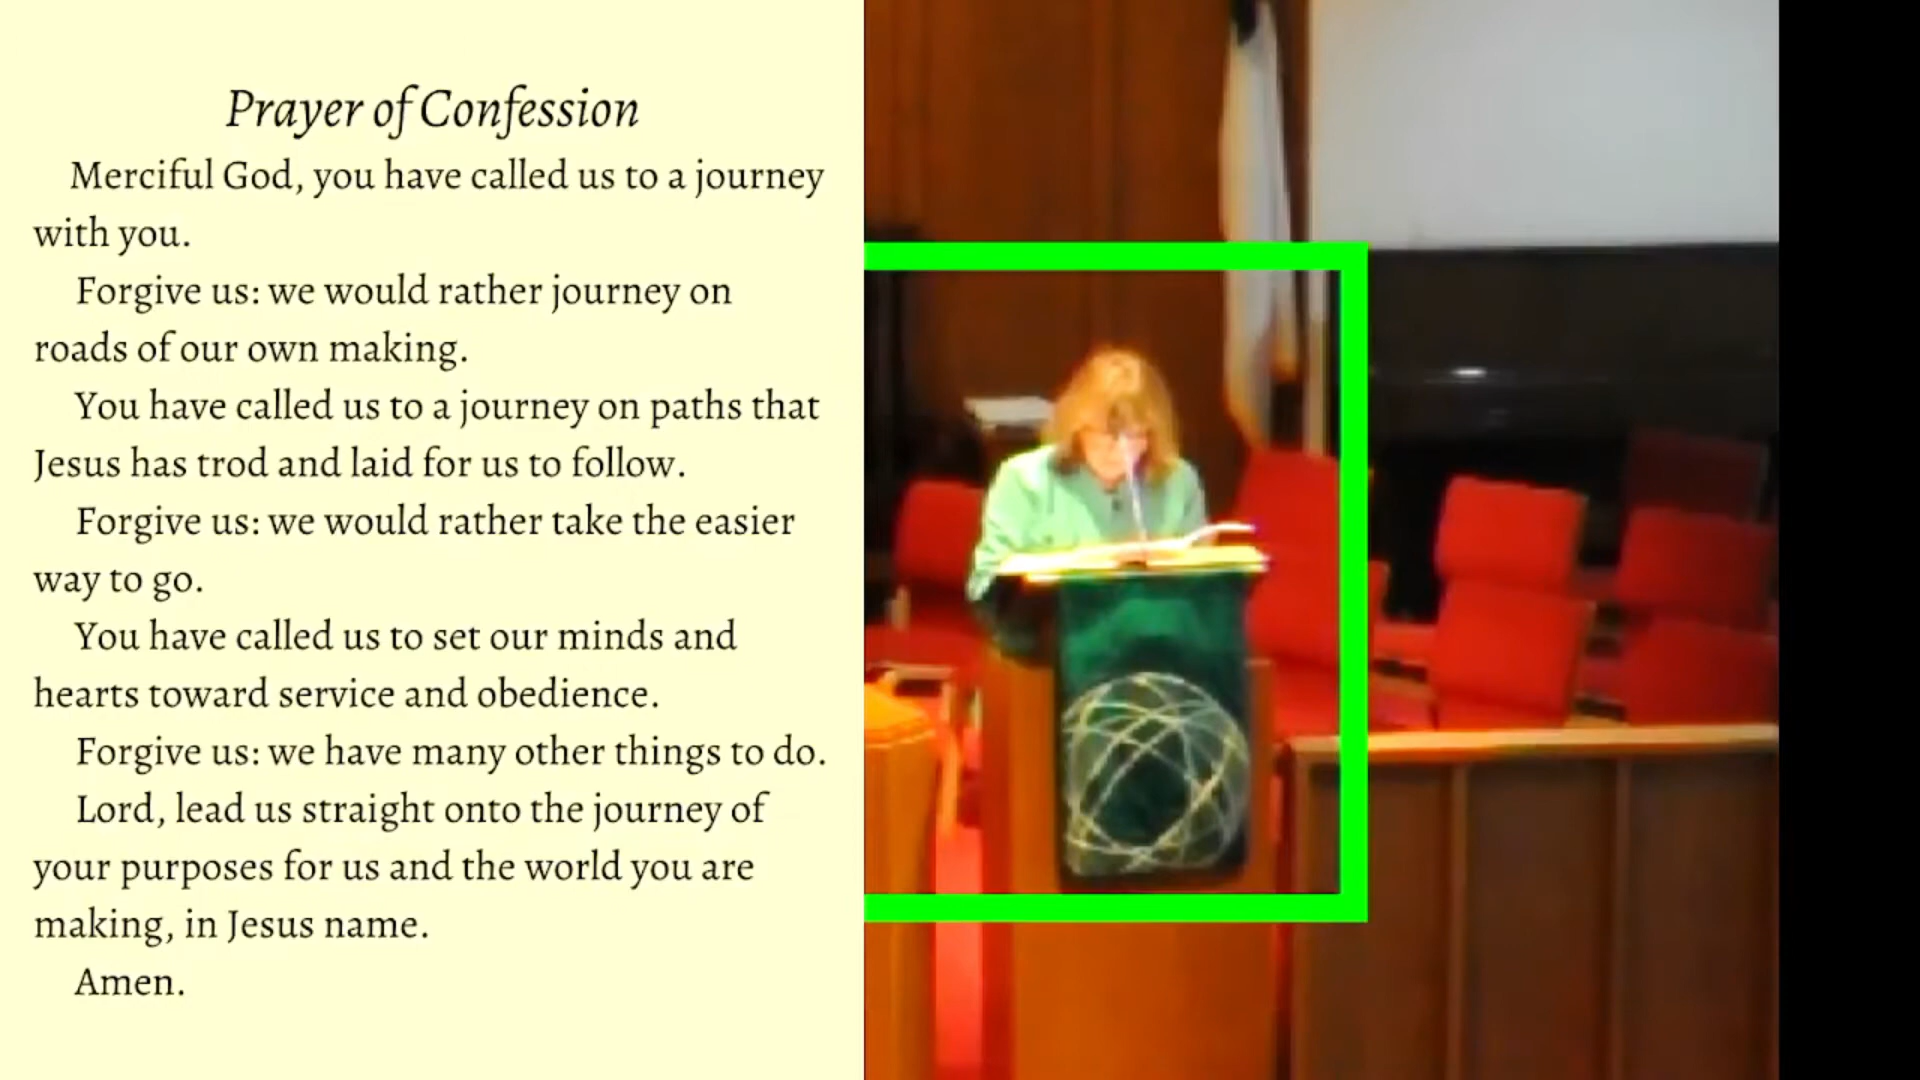 Prayer of Confession
Merciful God, you have called us to a journey
with you.
Forgive us: we would rather journey on
roads of our own making.
You have called us to a journey on paths that
Jesus has trod and laid for us to follow.
Forgive us: we would rather take the easier
way to go.
You have called us to set our minds and
hearts toward service and obedience.
Forgive us: we have many other things to do.
Lord, lead us straight onto the journey of
your purposes for us and the world you are
making, in Jesus name.
Amen.